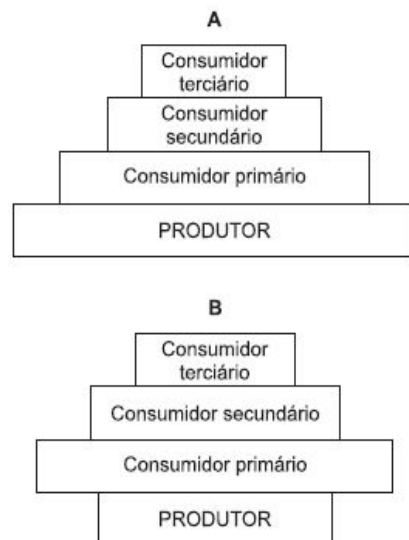 A
Consumidor
terciário
Consumidor
secundário
Consumidor primário
PRODUTOR
B
Consumidor
terciário
Consumidor secundário
Consumidor primário
PRODUTOR